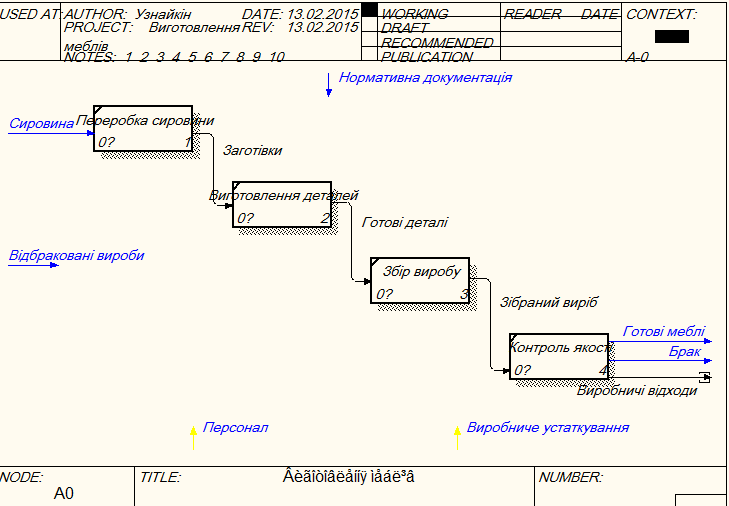 USED AT: AUTHOR: Узнайкін DATE: 13.02.2015 WORKING READER DATE CONTEXT:
PROJECT: Виготовлення меблів REV: 13.02.2015 DRAFT
RECOMMENDED
NOTES: 1 2 3 4 5 6 7 8 9 10 PUBLICATION A-0
Нормативна документація
Сировина
Переробка сировини
0? 1
Заготівки
Виготовлення деталей
0? 2
Готові деталі
Відбраковані вироби
Збір виробу
0? 3
Зібраний виріб
Готові меблі
Контроль якості
Брак
0? 4
Виробничі відходи
Персонал
Виробниче устаткування
NODE: TITLE: Âèãîòîâëåííÿ ìåáë³â NUMBER:
A0